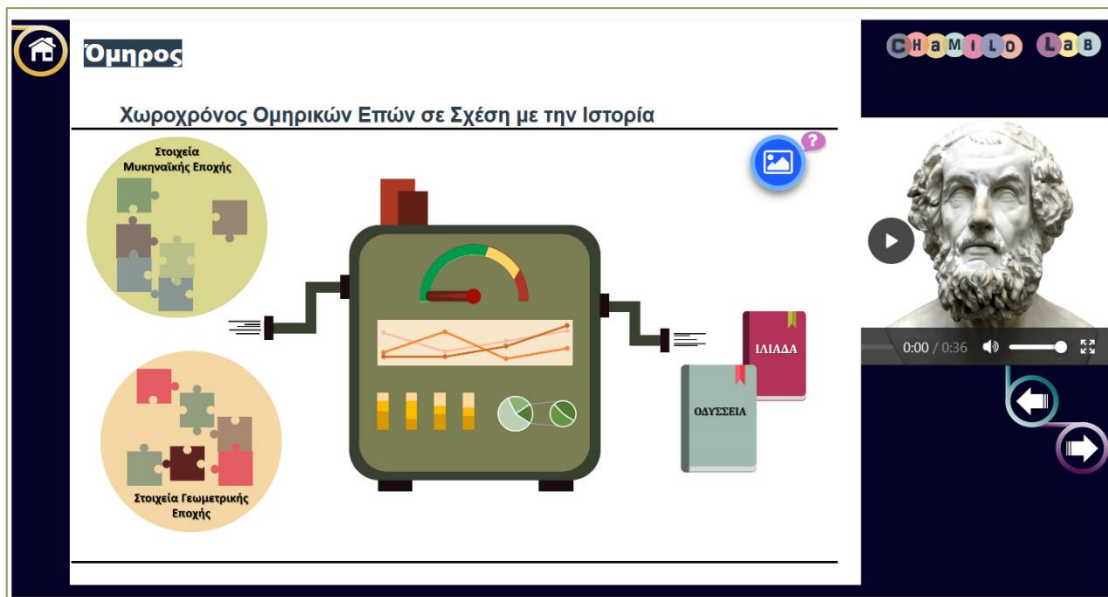 Όμηρος
CHaMILO LaB
Χωροχρόνος Ομηρικών Επών σε Σχέση με την Ιστορία
Στοιχεία
Μυκηναϊκής Εποχής
?
ΙΛΙΑΔΑ
ΟΔΥΣΣΕΙΑ
0:00 / 0:36
Στοιχεία Γεωμετρικής
Εποχής